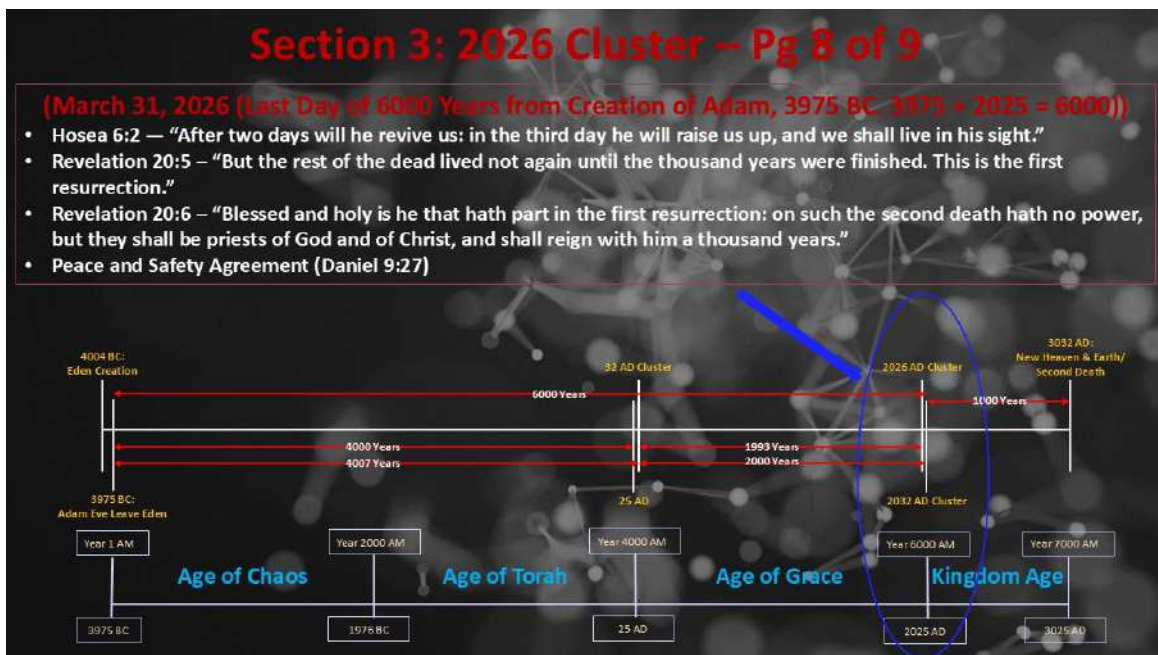 Section 3: 2026 Cluster – Pg 8 of 9
(March 31, 2026 (Last Day of 6000 Years from Creation of Adam, 3975 BC. 3975 + 2025 = 6000))
• Hosea 6:2 — “After two days will he revive us: in the third day he will raise us up, and we shall live in his sight.”
• Revelation 20:5 – “But the rest of the dead lived not again until the thousand years were finished. This is the first
resurrection.”
• Revelation 20:6 – “Blessed and holy is he that hath part in the first resurrection: on such the second death hath no power,
but they shall be priests of God and of Christ, and shall reign with him a thousand years.”
• Peace and Safety Agreement (Daniel 9:27)
4004 BC:
Eden Creation
32 AD Cluster
2026 AD Cluster
3032 AD:
New Heaven & Earth/
Second Death
6000 Years
1000 Years
4000 Years
1993 Years
4007 Years
2000 Years
3975 BC:
Adam Eve Leave Eden
25 AD
2032 AD Cluster
Year 1 AM
Year 2000 AM
Year 4000 AM
Year 6000 AM
Year 7000 AM
Age of Chaos
Age of Torah
Age of Grace
Kingdom Age
3975 BC
1976 BC
25 AD
2025 AD
3025 AD